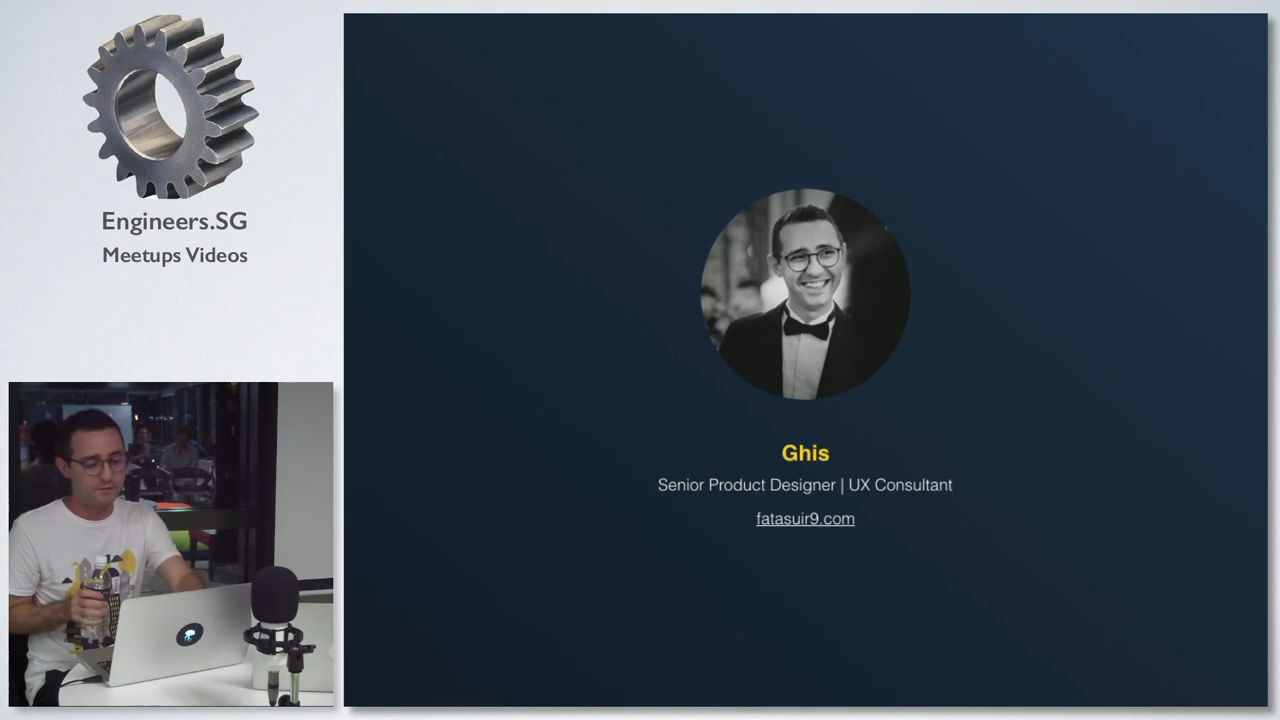 Engineers.SG
Meetups Videos
Ghis
Senior Product Designer | UX Consultant
fatasuir9.com